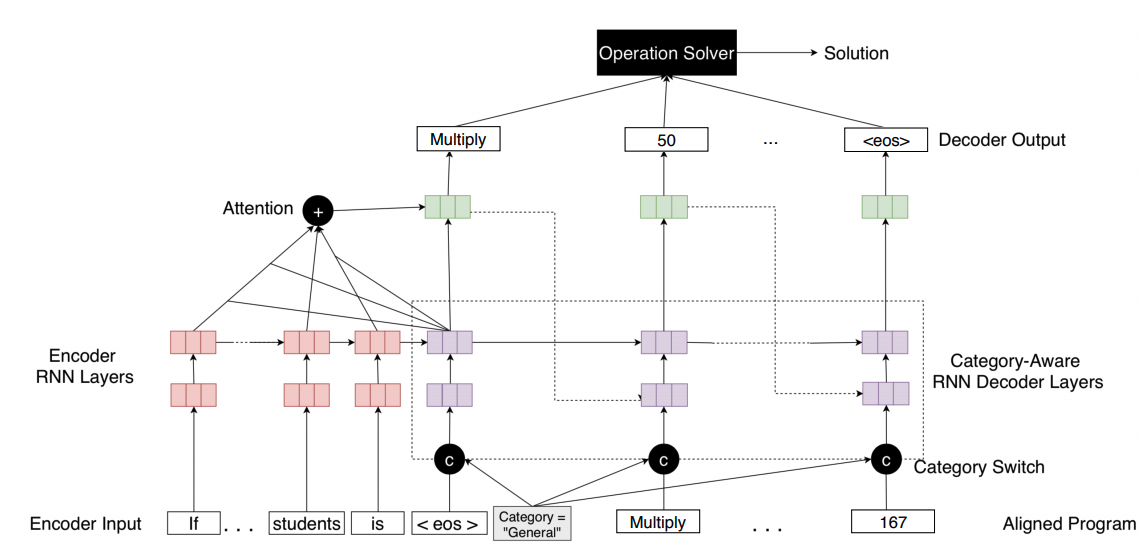 Operation Solver
Solution
Multiply
50
...
<eos>
Decoder Output
Attention
+
Encoder
RNN Layers
Category-Aware
RNN Decoder Layers
c
c
c
Category Switch
Encoder Input
If
. . .
students
is
< eos >
Category =
"General"
Multiply
. . .
167
Aligned Program